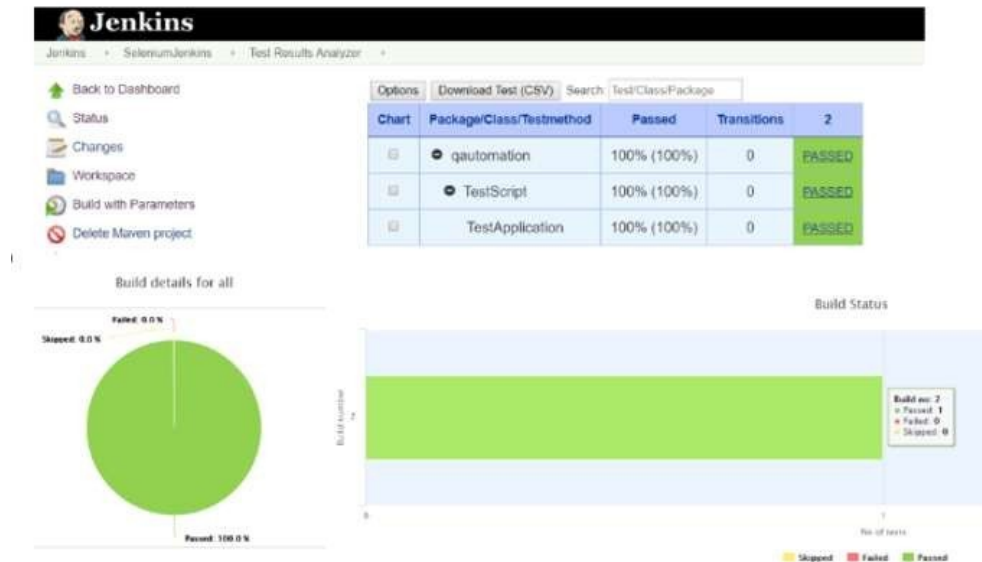 Jenkins
Jenkins SeleniumJenkins Test Results Analyzer
Back to Dashboard
Status
Changes
Workspace
Build with Parameters
Delete Maven project
Options Download Test (CSV) Search: Test/Class/Package
Chart Package/Class/Testmethod Passed Transitions 2
qautomation 100% (100%) 0 PASSED
TestScript 100% (100%) 0 PASSED
TestApplication 100% (100%) 0 PASSED
Build details for all
Failed: 0.0 %
Skipped: 0.0 %
Passed: 100.0 %
Build Status
Build number
2
Build no: 2
Passed: 1
Failed: 0
Skipped: 0
0 1
No of tests
Skipped Failed Passed